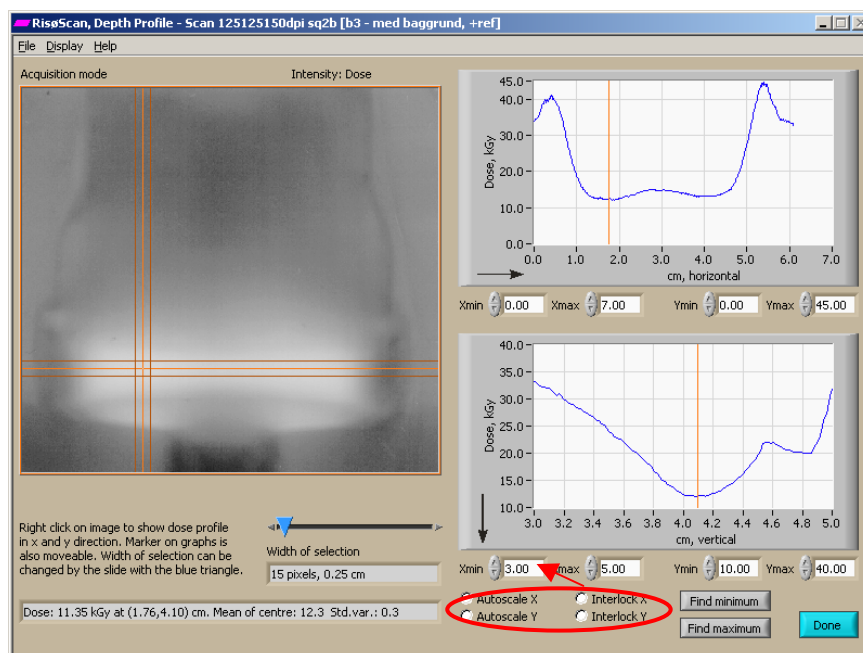 RisøScan, Depth Profile - Scan 125125150dpi sq2b [b3 - med baggrund, +ref]
File Display Help
Acquisition mode
Intensity: Dose
45.0
40.0
30.0
20.0
10.0
0.0
Dose, kGy
0.0 1.0 2.0 3.0 4.0 5.0 6.0 7.0
cm, horizontal
Xmin 0.00 Xmax 7.00 Ymin 0.00 Ymax 45.00
40.0
35.0
30.0
25.0
20.0
15.0
10.0
Dose, kGy
3.0 3.2 3.4 3.6 3.8 4.0 4.2 4.4 4.6 4.8 5.0
cm, vertical
Xmin 3.00 Xmax 5.00 Ymin 10.00 Ymax 40.00
Right click on image to show dose profile
in x and y direction. Marker on graphs is
also moveable. Width of selection can be
changed by the slide with the blue triangle.
Width of selection
15 pixels, 0.25 cm
Dose: 11.35 kGy at (1.76,4.10) cm. Mean of centre: 12.3 Std.var.: 0.3
Autoscale X Interlock X
Autoscale Y Interlock Y
Find minimum
Find maximum
Done